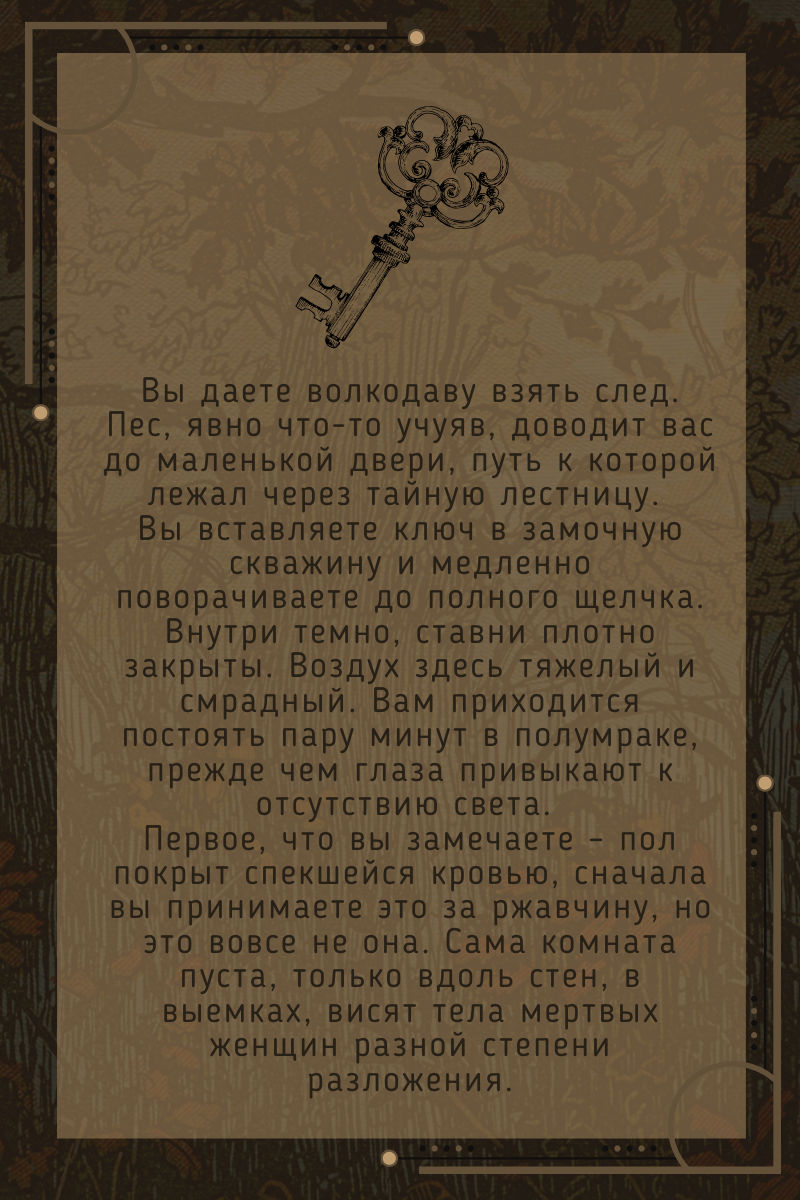 Вы даете волкодаву взять след.
Пес, явно что-то учуяв, доводит вас
до маленькой двери, путь к которой
лежал через тайную лестницу.
Вы вставляете ключ в замочную
скважину и медленно
поворачиваете до полного щелчка.
Внутри темно, ставни плотно
закрыты. Воздух здесь тяжелый и
смрадный. Вам приходится
постоять пару минут в полумраке,
прежде чем глаза привыкают к
отсутствию света.
Первое, что вы замечаете – пол
покрыт спекшейся кровью, сначала
вы принимаете это за ржавчину, но
это вовсе не она. Сама комната
пуста, только вдоль стен, в
выемках, висят тела мертвых
женщин разной степени
разложения.